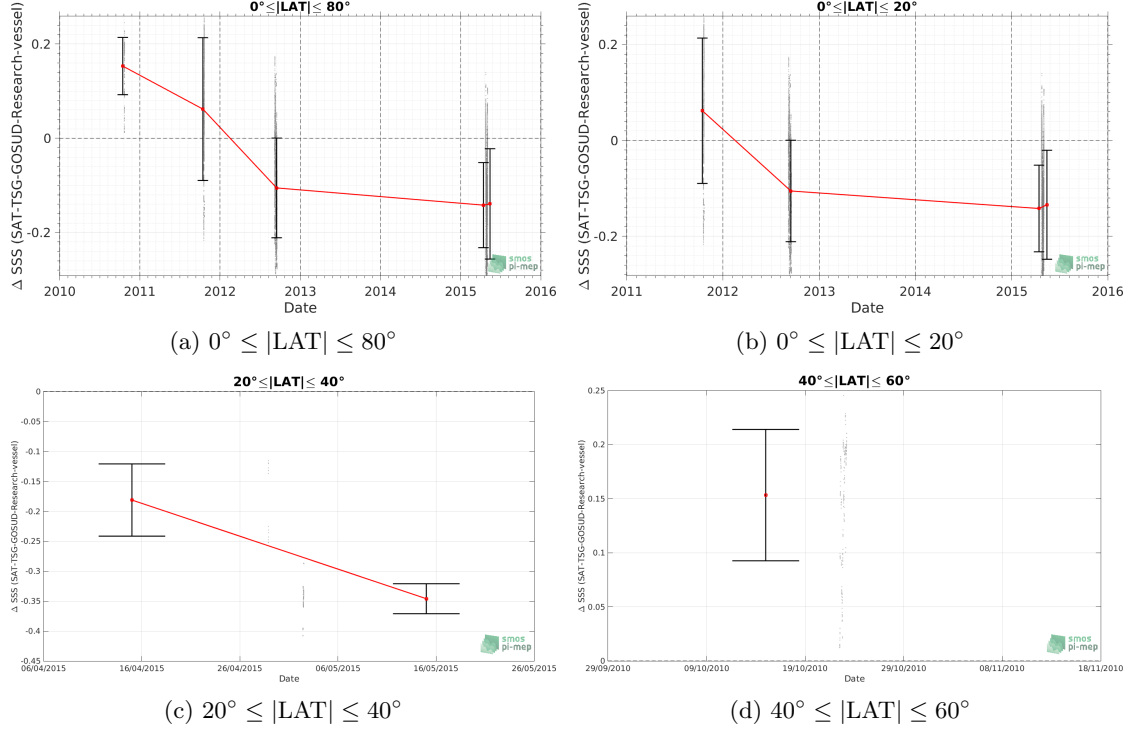 0°≤|LAT|≤ 80°
Δ SSS (SAT-TSG-GOSUD-Research-vessel)
0.2
0
-0.2
2010 2011 2012 2013 2014 2015 2016
Date
smos
pi-mep
(a) 0° ≤ |LAT| ≤ 80°
0°≤|LAT|≤ 20°
Δ SSS (SAT-TSG-GOSUD-Research-vessel)
0.2
0
-0.2
2011 2012 2013 2014 2015 2016
Date
smos
pi-mep
(b) 0° ≤ |LAT| ≤ 20°
20°≤|LAT|≤ 40°
Δ SSS (SAT-TSG-GOSUD-Research-vessel)
0
-0.05
-0.1
-0.15
-0.2
-0.25
-0.3
-0.35
-0.4
-0.45
06/04/2015 16/04/2015 26/04/2015 06/05/2015 16/05/2015 26/05/2015
Date
smos
pi-mep
(c) 20° ≤ |LAT| ≤ 40°
40°≤|LAT|≤ 60°
Δ SSS (SAT-TSG-GOSUD-Research-vessel)
0.25
0.2
0.15
0.1
0.05
0
29/09/2010 09/10/2010 19/10/2010 29/10/2010 08/11/2010 18/11/2010
Date
smos
pi-mep
(d) 40° ≤ |LAT| ≤ 60°